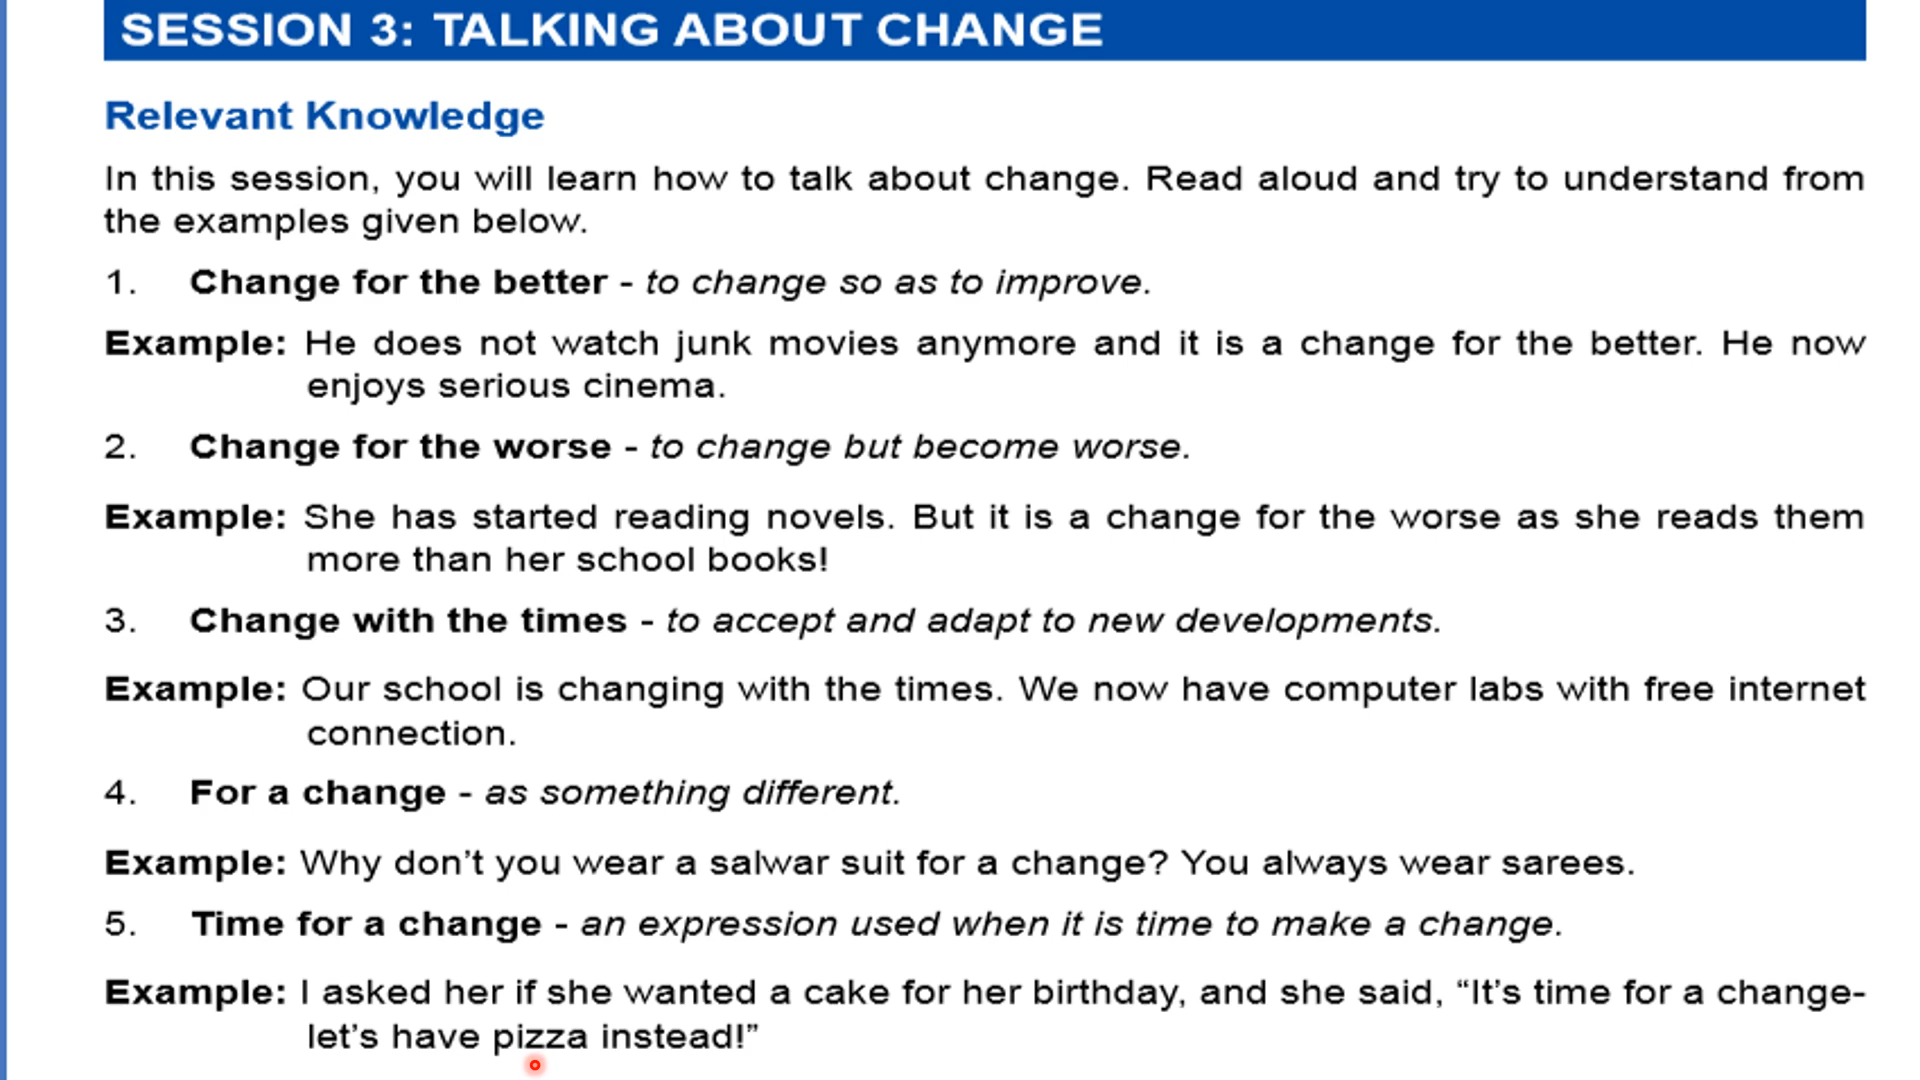 SESSION 3: TALKING ABOUT CHANGE
Relevant Knowledge
In this session, you will learn how to talk about change. Read aloud and try to understand from
the examples given below.
1. Change for the better - to change so as to improve.
Example: He does not watch junk movies anymore and it is a change for the better. He now
enjoys serious cinema.
2. Change for the worse - to change but become worse.
Example: She has started reading novels. But it is a change for the worse as she reads them
more than her school books!
3. Change with the times - to accept and adapt to new developments.
Example: Our school is changing with the times. We now have computer labs with free internet
connection.
4. For a change - as something different.
Example: Why don’t you wear a salwar suit for a change? You always wear sarees.
5. Time for a change - an expression used when it is time to make a change.
Example: I asked her if she wanted a cake for her birthday, and she said, “It’s time for a change-
let’s have pizza instead!”